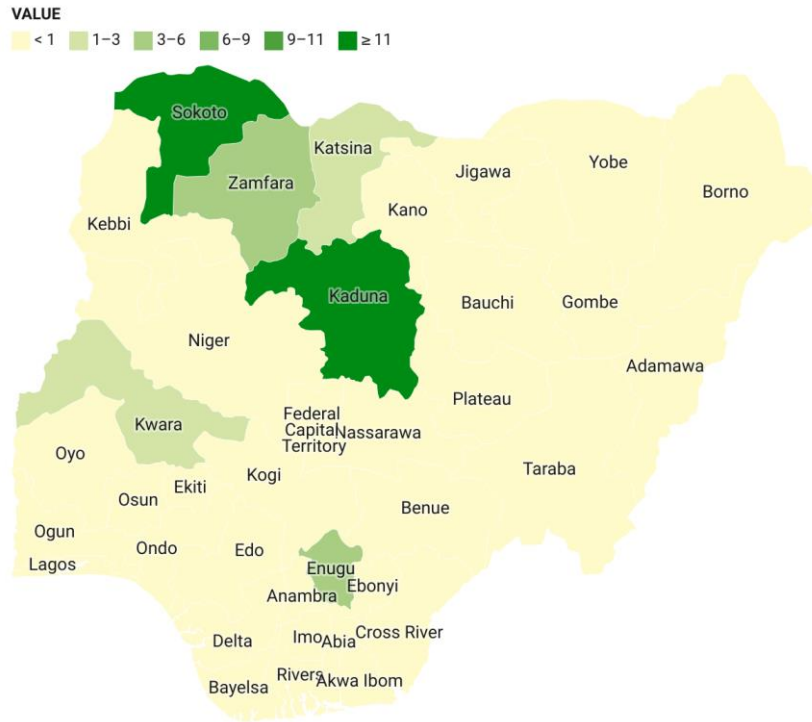 VALUE
< 1 1–3 3–6 6–9 9–11 ≥ 11
Sokoto
Katsina
Jigawa
Yobe
Zamfara
Borno
Kano
Kebbi
Kaduna
Bauchi
Gombe
Niger
Adamawa
Plateau
Federal
Capital
Territory
Nassarawa
Kwara
Oyo
Taraba
Kogi
Ekiti
Osun
Benue
Ogun
Ondo
Edo
Lagos
Enugu
Ebonyi
Anambra
Delta
Imo
Abia
Cross River
Rivers
Akwa Ibom
Bayelsa